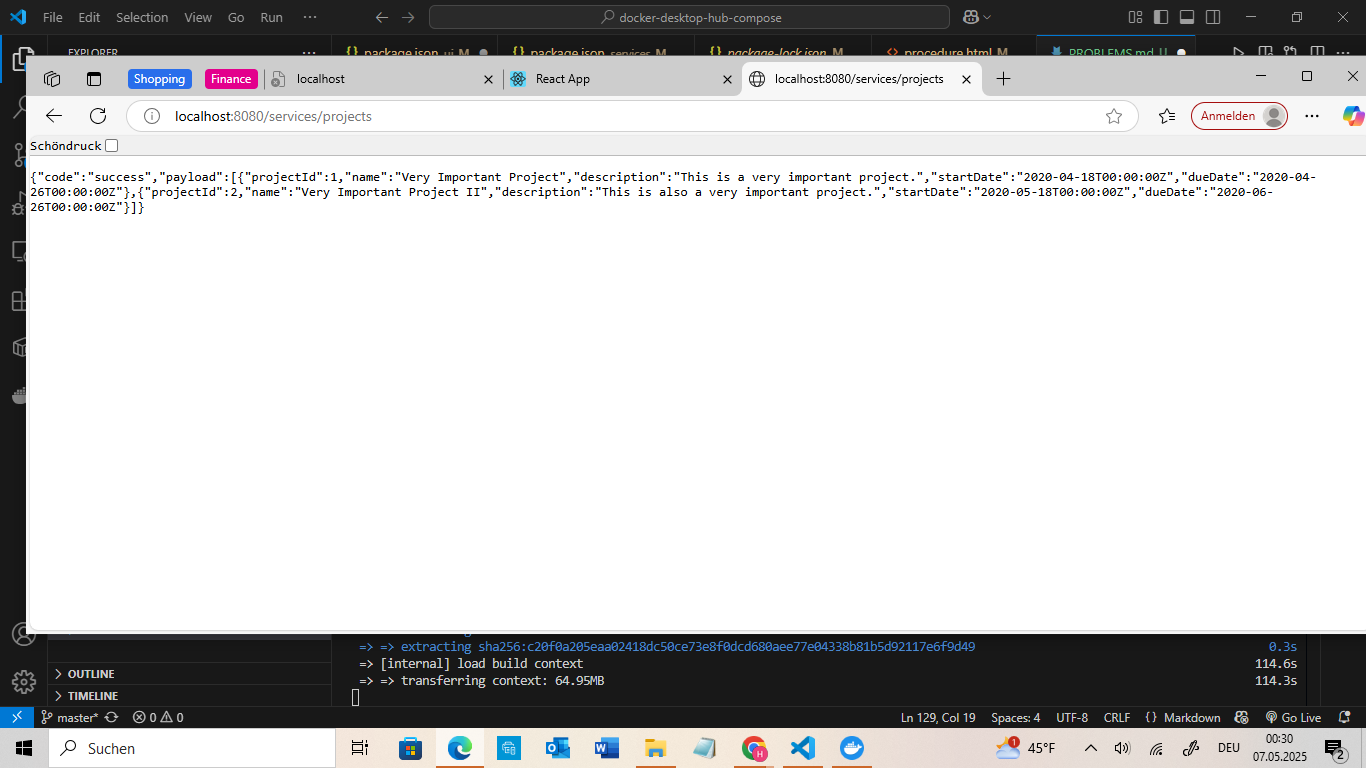 File Edit Selection View Go Run ··· docker-desktop-hub-compose
EXPLORER ··· package.json ui M package.json services M package-lock.json M procedure.html M PROBLEMS.md U
Shopping Finance localhost React App localhost:8080/services/projects
localhost:8080/services/projects Anmelden
Schöndruck
{"code":"success","payload":[{"projectId":1,"name":"Very Important Project","description":"This is a very important project.","startDate":"2020-04-18T00:00:00Z","dueDate":"2020-04-
26T00:00:00Z"},{"projectId":2,"name":"Very Important Project II","description":"This is also a very important project.","startDate":"2020-05-18T00:00:00Z","dueDate":"2020-06-
26T00:00:00Z"}]}
=> => extracting sha256:c20f0a205eaa02418dc50ce73e8f0dcd680aee77e04338b81b5d92117e6f9d49 0.3s
=> [internal] load build context 114.6s
=> => transferring context: 64.95MB 114.3s
OUTLINE
TIMELINE
master* 0 0 Ln 129, Col 19 Spaces: 4 UTF-8 CRLF {} Markdown Go Live
Suchen 1 45°F DEU 00:30
07.05.2025 2